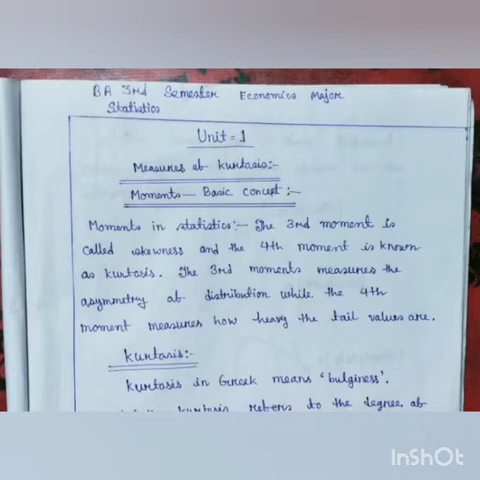 BA 3rd Semester Economics Major
Statistics
Unit = 1
Measures of kurtosis:-
Moments — Basic concept :-
Moments in statistics:- The 3rd moment is
called skewness and the 4th moment is known
as kurtosis. The 3rd moments measures the
asymmetry of distribution while the 4th
moment measures how heavy the tail values are.
Kurtosis:-
Kurtosis in Greek means 'bulginess'.
kurtosis refers to the degree of
InShOt